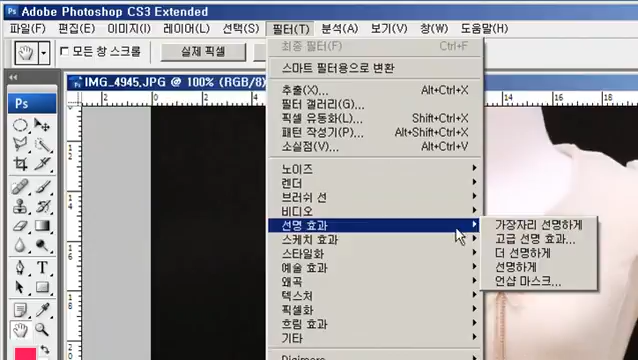 Adobe Photoshop CS3 Extended
파일(F) 편집(E) 이미지(I) 레이어(L) 선택(S) 필터(T) 분석(A) 보기(V) 창(W) 도움말(H)
모든 창 스크롤 실제 픽셀
IMG_4945.JPG @ 100% (RGB/8)
Ps
2 0 2 4 14 16 18
최종 필터(F) Ctrl+F
스마트 필터용으로 변환
추출(X)... Alt+Ctrl+X
필터 갤러리(G)...
픽셀 유동화(L)... Shift+Ctrl+X
패턴 작성기(P)... Alt+Shift+Ctrl+X
소실점(V)... Alt+Ctrl+V
노이즈
렌더
브러쉬 선
비디오
선명 효과
스케치 효과
스타일화
예술 효과
왜곡
텍스처
픽셀화
흐림 효과
기타
Digimarc
가장자리 선명하게
고급 선명 효과...
더 선명하게
선명하게
언샵 마스크...